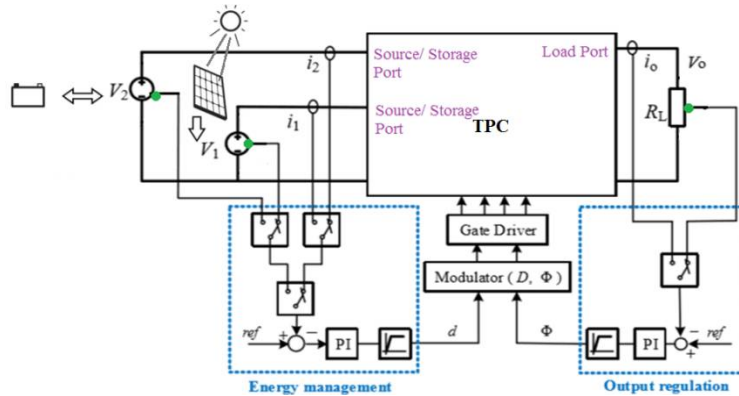 i2
Source/ Storage
Port
Load Port
io
Vo
V2
i1
Source/ Storage
Port
TPC
RL
V1
Gate Driver
Modulator ( D, Φ )
ref
+
−
PI
d
Φ
PI
−
+
ref
Energy management
Output regulation